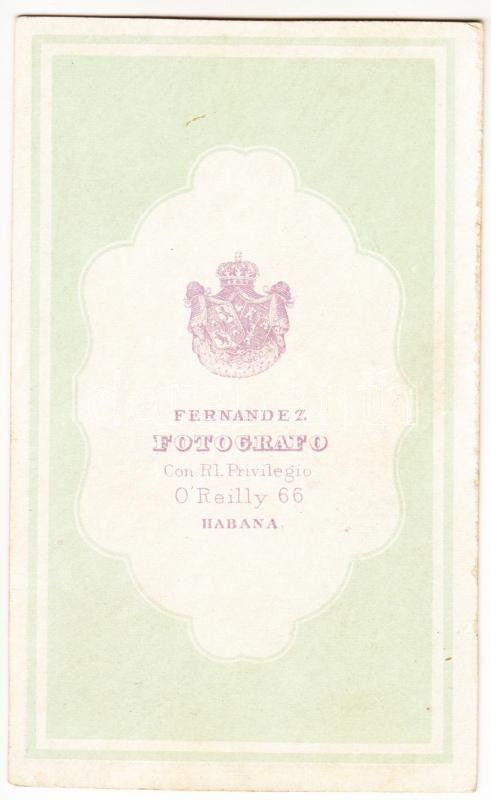 FERNANDEZ
FOTOGRAFO
Con Rl. Privilegio
O'Reilly 66
HABANA.